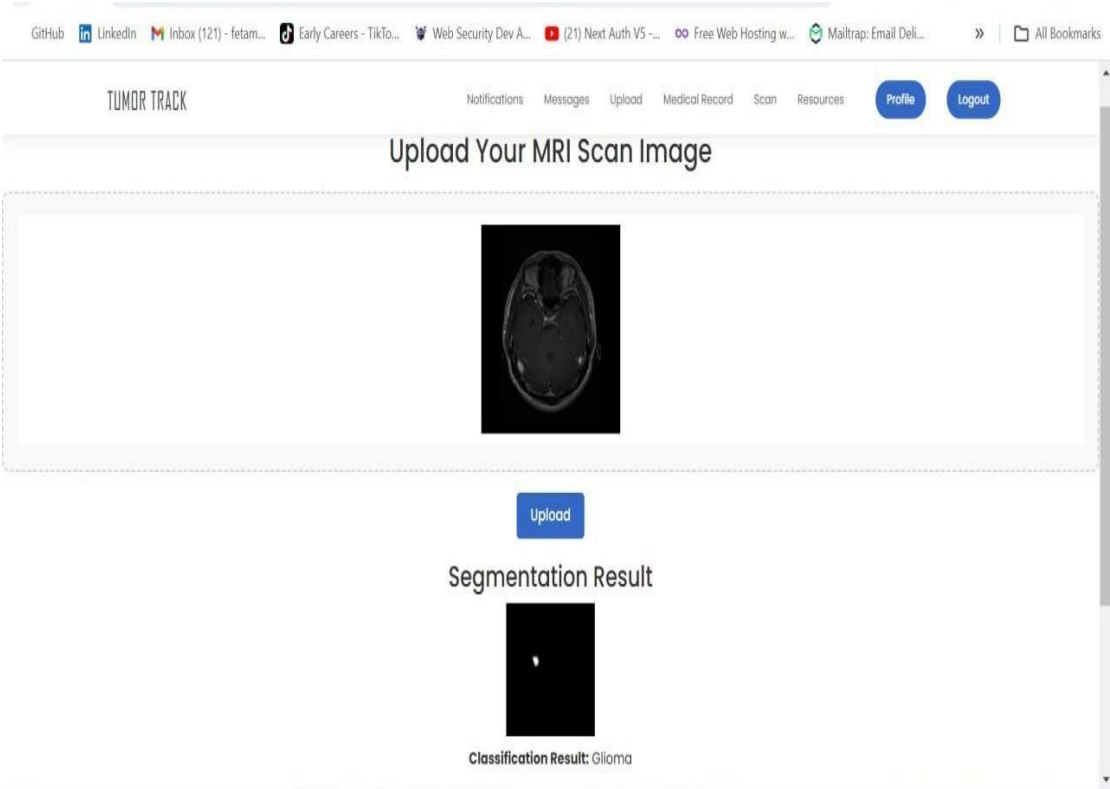 GitHub LinkedIn Inbox (121) - fetam... Early Careers - TikTo... Web Security Dev A... (21) Next Auth V5 -... Free Web Hosting w... Mailtrap: Email Deli... » All Bookmarks
TUMOR TRACK Notifications Messages Upload Medical Record Scan Resources Profile Logout
Upload Your MRI Scan Image
Upload
Segmentation Result
Classification Result: Glioma